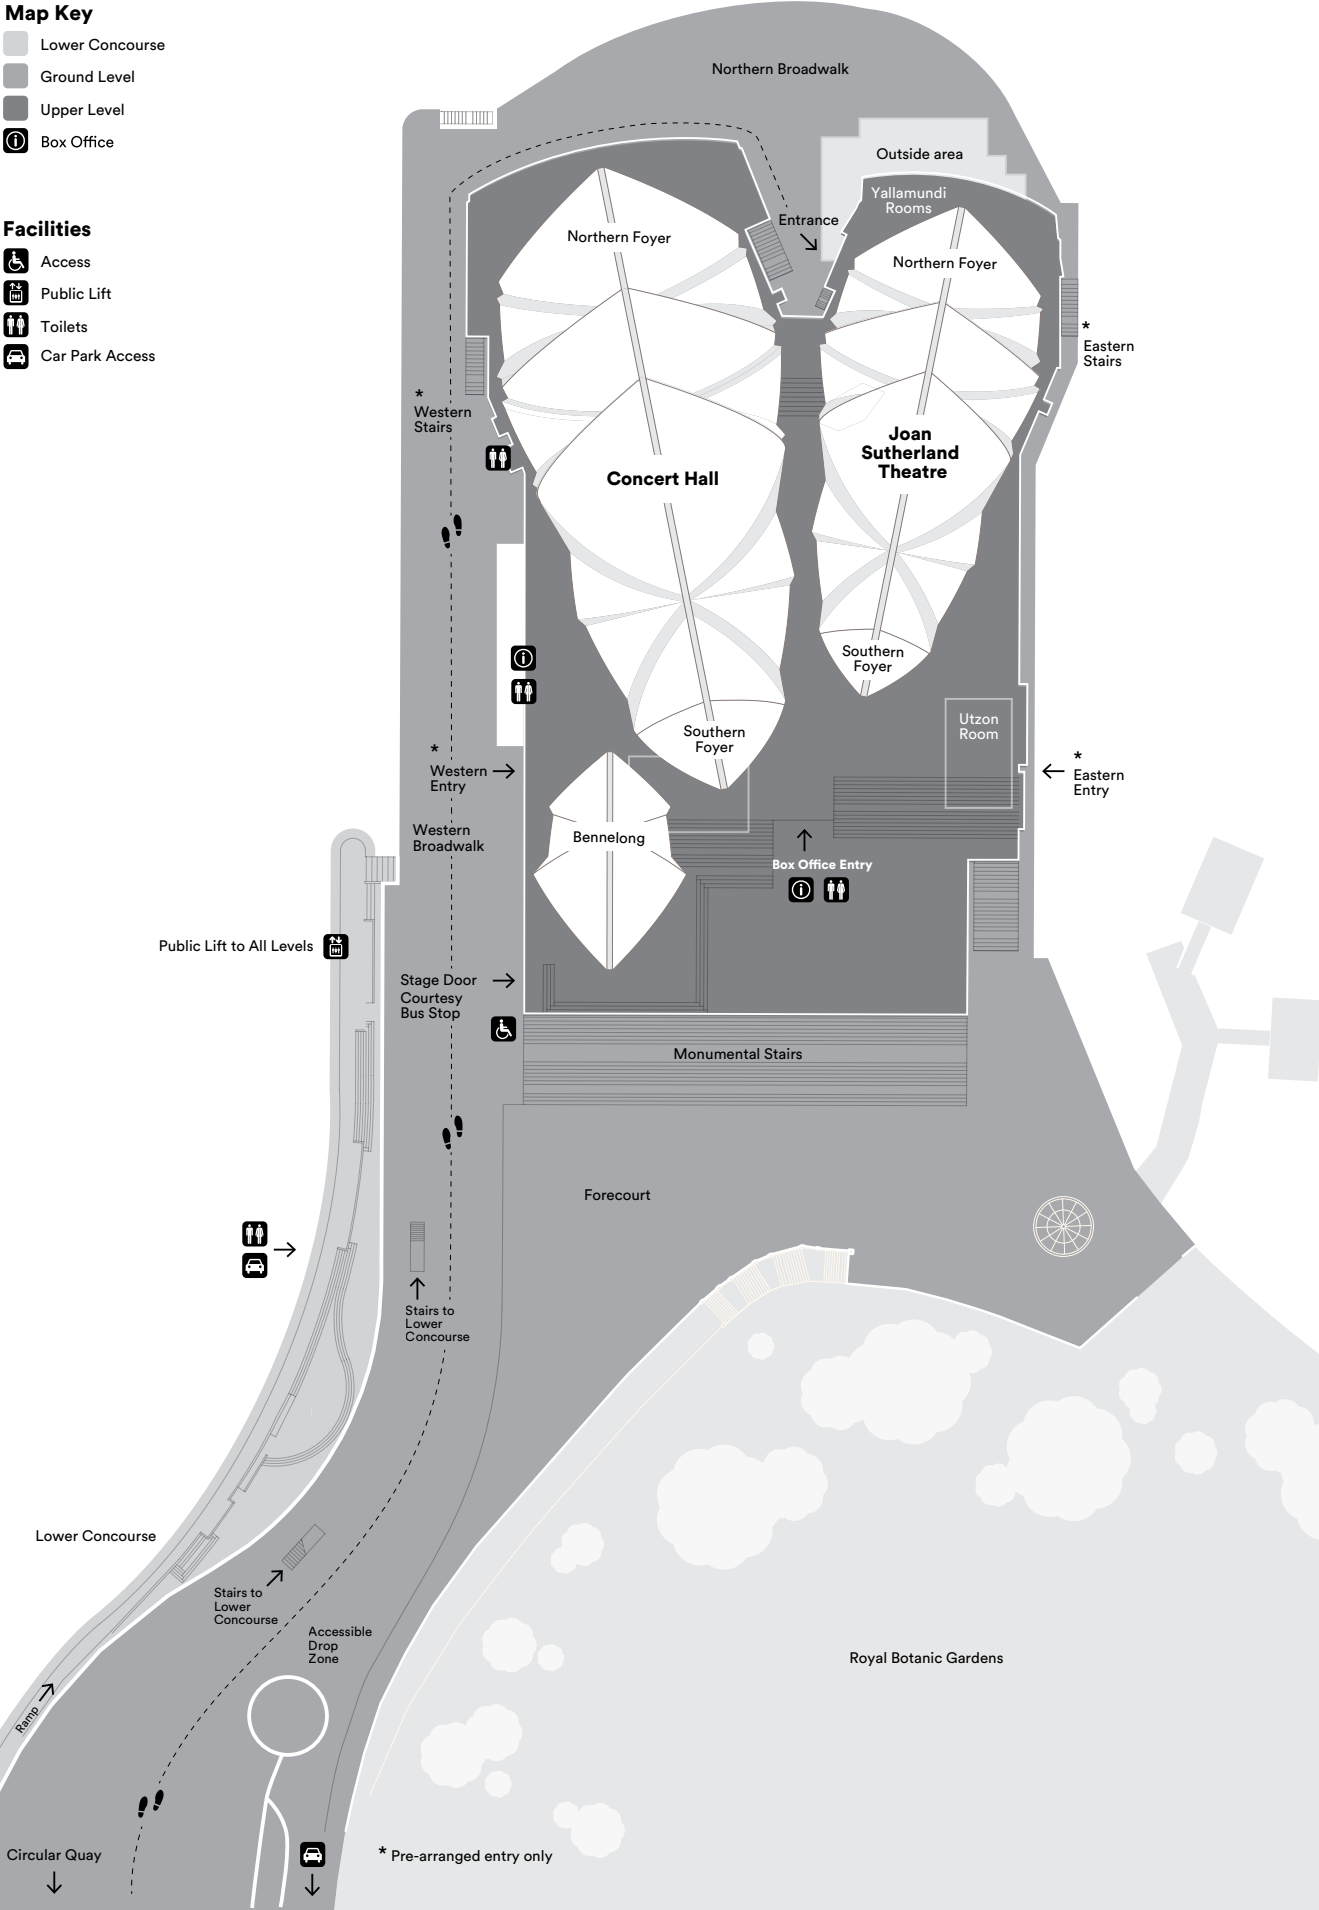 Map Key
Lower Concourse
Ground Level
Upper Level
Box Office
Facilities
Access
Public Lift
Toilets
Car Park Access
Northern Broadwalk
Outside area
Yallamundi
Rooms
Entrance
Northern Foyer
Northern Foyer
*
Eastern
Stairs
*
Western
Stairs
Joan
Sutherland
Theatre
Concert Hall
Southern
Foyer
Southern
Foyer
Utzon
Room
*
Western
Entry
*
Eastern
Entry
Western
Broadwalk
Bennelong
Box Office Entry
Public Lift to All Levels
Stage Door
Courtesy
Bus Stop
Monumental Stairs
Forecourt
Stairs to
Lower
Concourse
Lower Concourse
Stairs to
Lower
Concourse
Accessible
Drop
Zone
Royal Botanic Gardens
Ramp
Circular Quay
* Pre-arranged entry only